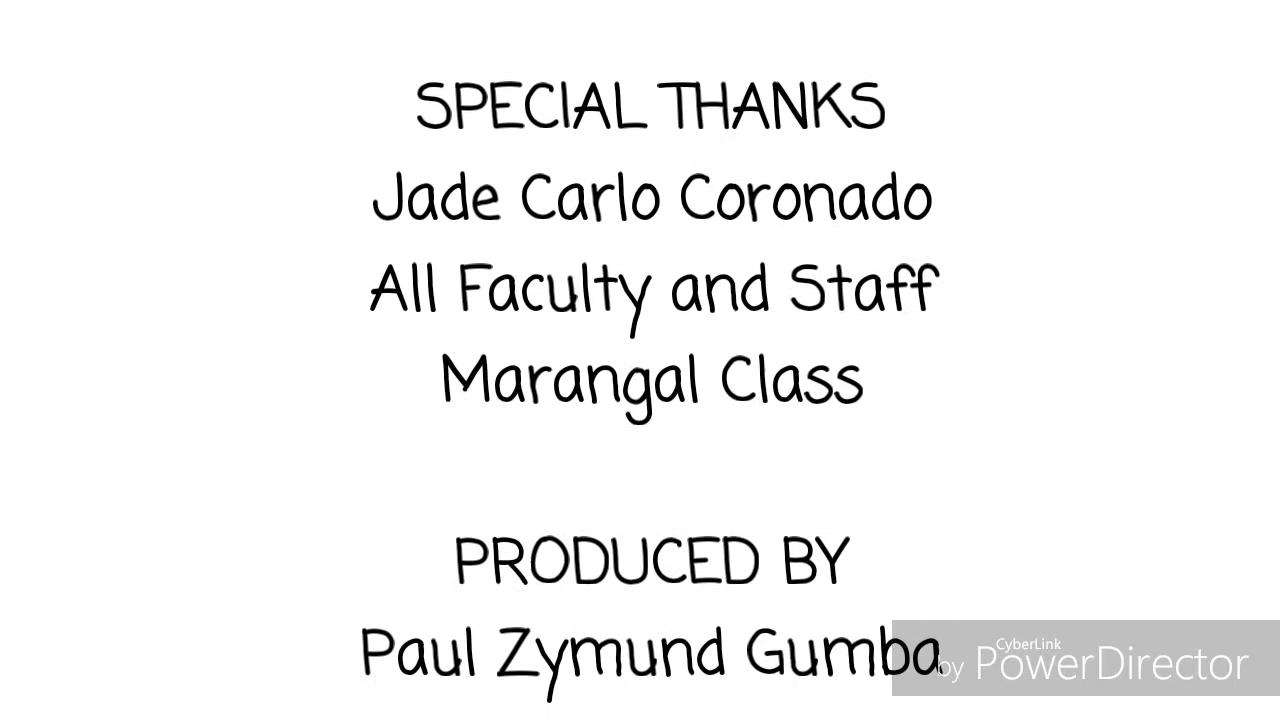 SPECIAL THANKS
Jade Carlo Coronado
All Faculty and Staff
Marangal Class
PRODUCED BY
Paul Zymund Gumba
CyberLink
by PowerDirector